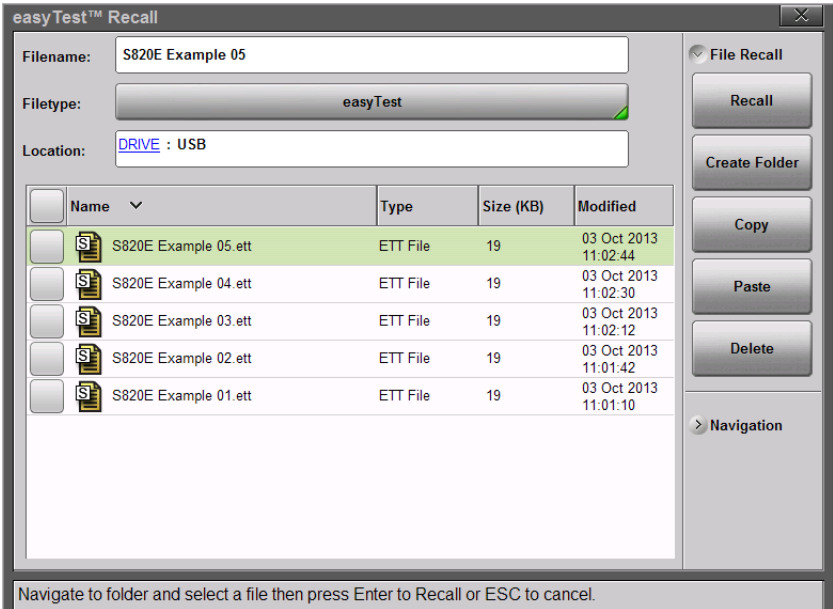 easyTest™ Recall
Filename: S820E Example 05
Filetype: easyTest
Location: DRIVE : USB
Name Type Size (KB) Modified
S820E Example 05.ett ETT File 19 03 Oct 2013
11:02:44
S820E Example 04.ett ETT File 19 03 Oct 2013
11:02:30
S820E Example 03.ett ETT File 19 03 Oct 2013
11:02:12
S820E Example 02.ett ETT File 19 03 Oct 2013
11:01:42
S820E Example 01.ett ETT File 19 03 Oct 2013
11:01:10
File Recall
Recall
Create Folder
Copy
Paste
Delete
Navigation
Navigate to folder and select a file then press Enter to Recall or ESC to cancel.